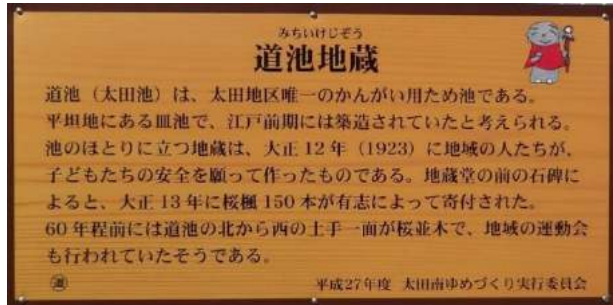 みちいけじぞう
道池地蔵
道池（太田池）は、太田地区唯一のかんがい用ため池である。
平坦地にある皿池で、江戸前期には築造されていたと考えられる。
池のほとりに立つ地蔵は、大正12年（1923）に地域の人たちが、
子どもたちの安全を願って作ったものである。地蔵堂の前の石碑に
よると、大正13年に桜楓150本が有志によって寄付された。
60年程前には道池の北から西の土手一面が桜並木で、地域の運動会
も行われていたそうである。
平成27年度 太田南ゆめづくり実行委員会